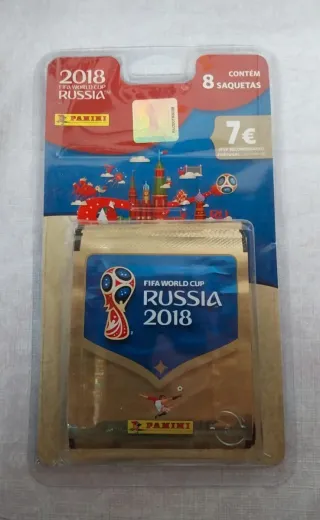 2018
FIFA WORLD CUP
RUSSIA
PANINI
CONTÉM
8 SAQUETAS
7€
FIFA WORLD CUP
RUSSIA
2018
PANINI